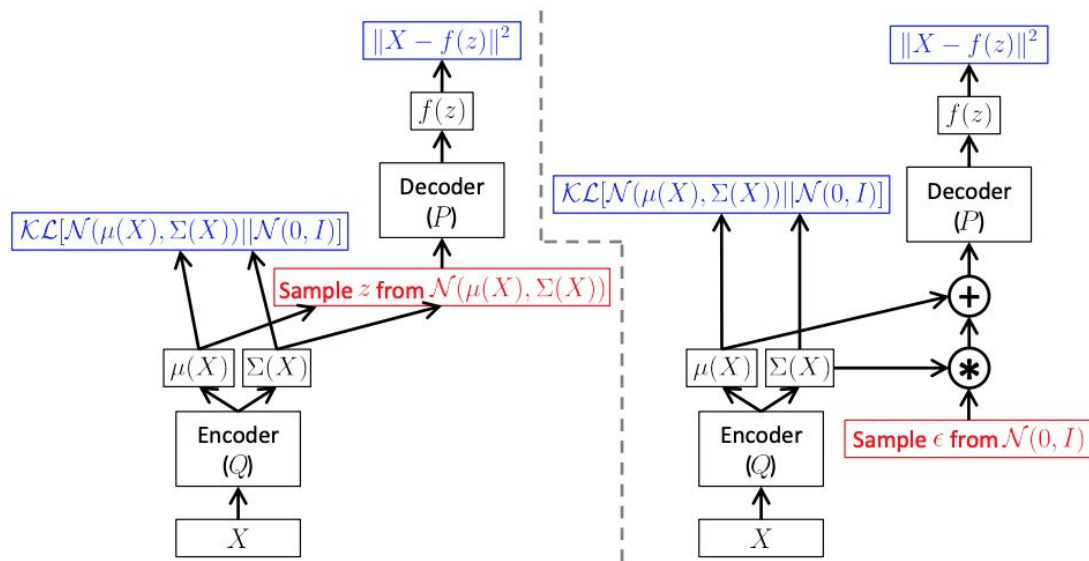 ‖X − f(z)‖²
f(z)
Decoder
(P)
𝒦ℒ[𝒩(μ(X), Σ(X))||𝒩(0, I)]
Sample z from 𝒩(μ(X), Σ(X))
μ(X)
Σ(X)
Encoder
(Q)
X
‖X − f(z)‖²
f(z)
Decoder
(P)
𝒦ℒ[𝒩(μ(X), Σ(X))||𝒩(0, I)]
+
μ(X)
Σ(X)
*
Encoder
(Q)
Sample ϵ from 𝒩(0, I)
X